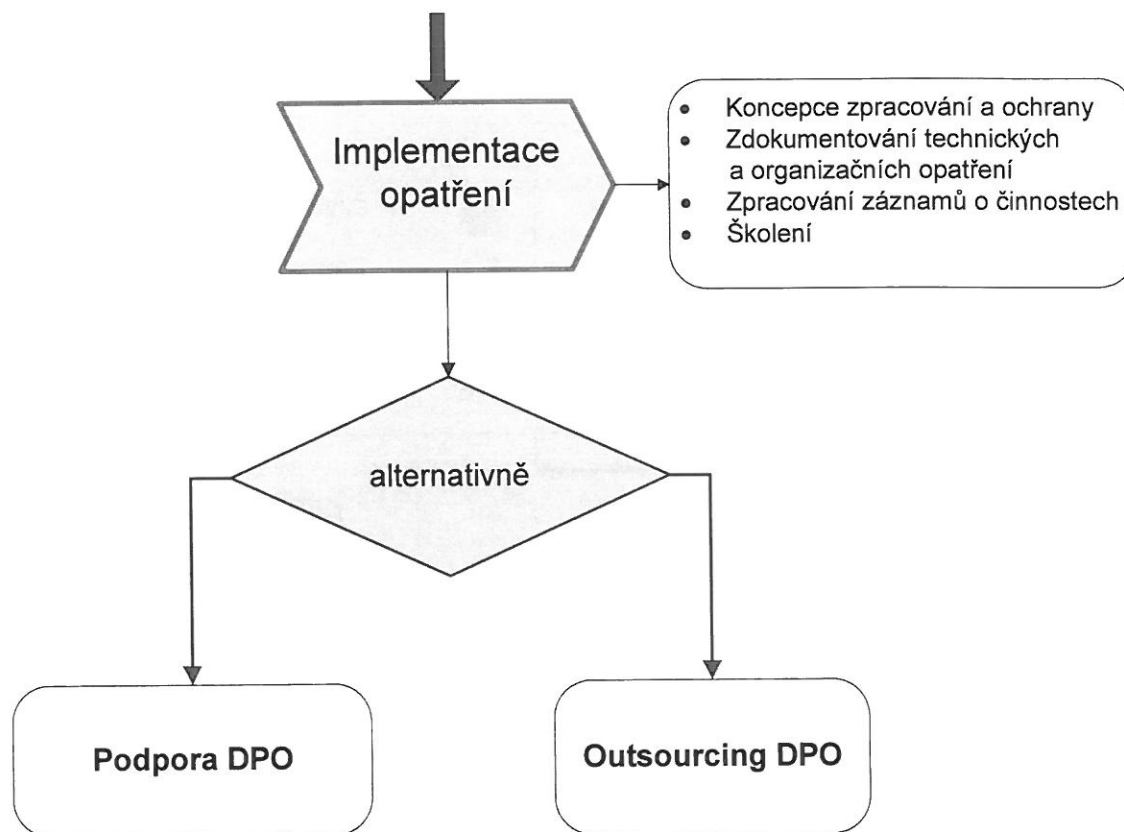 Implementace
opatření
• Koncepce zpracování a ochrany
• Zdokumentování technických
a organizačních opatření
• Zpracování záznamů o činnostech
• Školení
alternativně
Podpora DPO
Outsourcing DPO